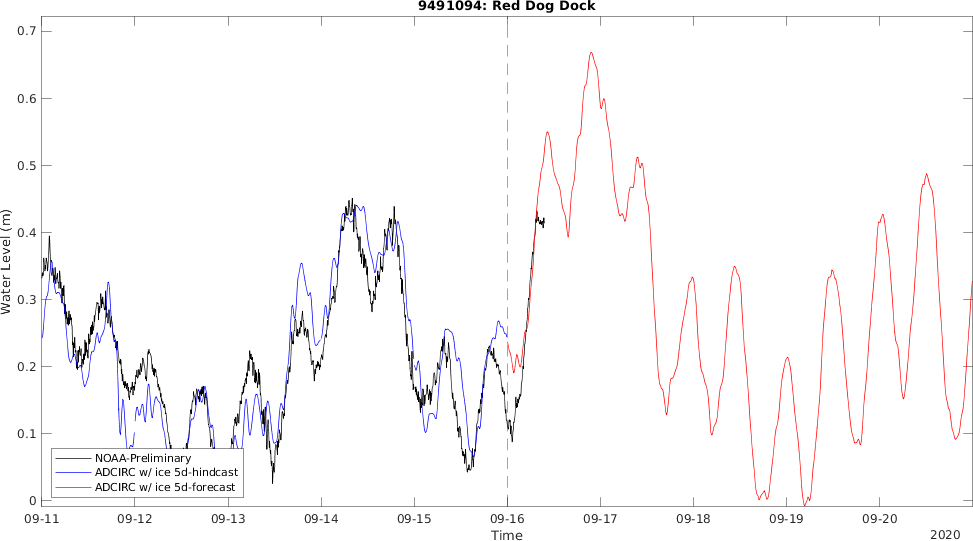 9491094: Red Dog Dock
Water Level (m)
0.7
0.6
0.5
0.4
0.3
0.2
0.1
0
NOAA-Preliminary
ADCIRC w/ ice 5d-hindcast
ADCIRC w/ ice 5d-forecast
09-11 09-12 09-13 09-14 09-15 09-16 09-17 09-18 09-19 09-20
Time
2020